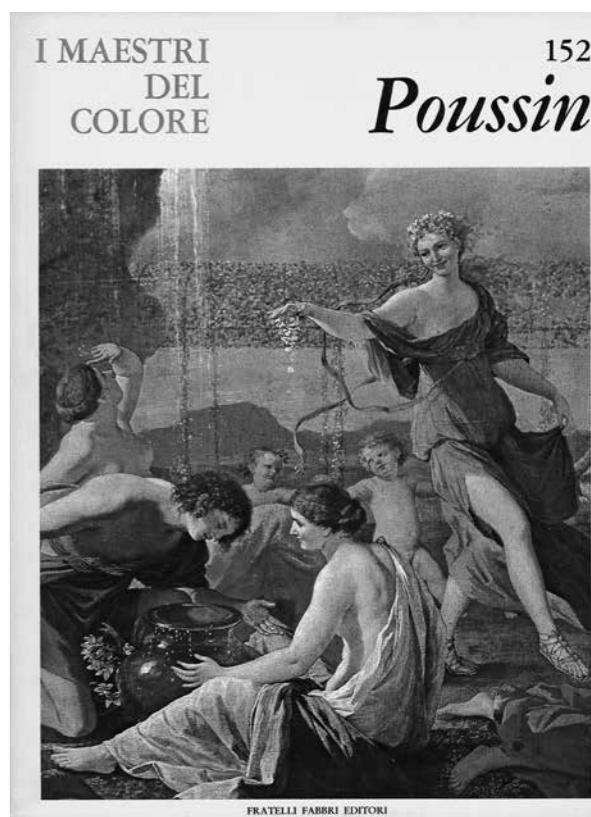 I MAESTRI
DEL
COLORE
152
Poussin
FRATELLI FABBRI EDITORI